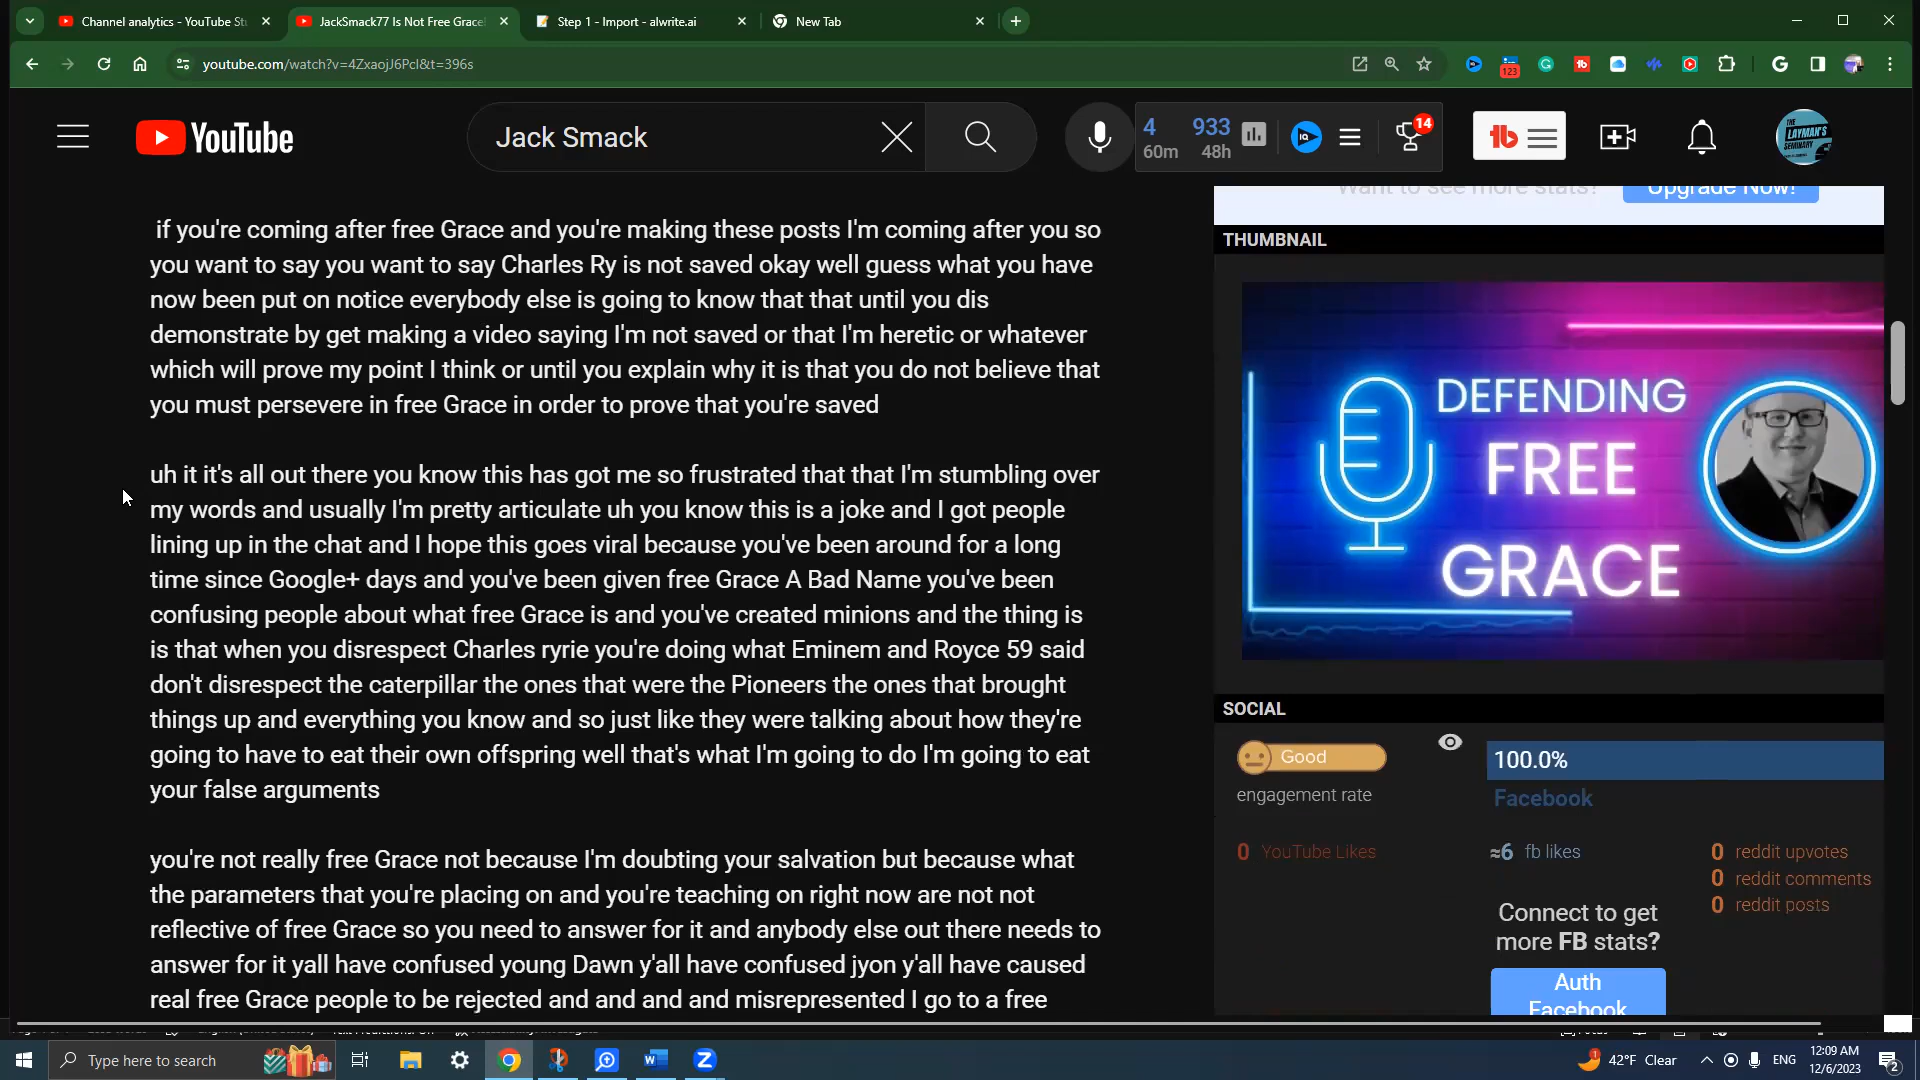 Channel analytics - YouTube Stu
JackSmack77 Is Not Free Grace
Step 1 - Import - alwrite.ai
New Tab
youtube.com/watch?v=4ZxaojJ6PcI&t=396s
123
YouTube
Jack Smack
4
60m
933
48h
IQ
14
tb
THE LAYMAN'S SEMINARY
if you're coming after free Grace and you're making these posts I'm coming after you so
you want to say you want to say Charles Ry is not saved okay well guess what you have
now been put on notice everybody else is going to know that that until you dis
demonstrate by get making a video saying I'm not saved or that I'm heretic or whatever
which will prove my point I think or until you explain why it is that you do not believe that
you must persevere in free Grace in order to prove that you're saved
uh it it's all out there you know this has got me so frustrated that that I'm stumbling over
my words and usually I'm pretty articulate uh you know this is a joke and I got people
lining up in the chat and I hope this goes viral because you've been around for a long
time since Google+ days and you've been given free Grace A Bad Name you've been
confusing people about what free Grace is and you've created minions and the thing is
is that when you disrespect Charles ryrie you're doing what Eminem and Royce 59 said
don't disrespect the caterpillar the ones that were the Pioneers the ones that brought
things up and everything you know and so just like they were talking about how they're
going to have to eat their own offspring well that's what I'm going to do I'm going to eat
your false arguments
you're not really free Grace not because I'm doubting your salvation but because what
the parameters that you're placing on and you're teaching on right now are not not
reflective of free Grace so you need to answer for it and anybody else out there needs to
answer for it yall have confused young Dawn y'all have confused jyon y'all have caused
real free Grace people to be rejected and and and and misrepresented I go to a free
Want to see more stats?
Upgrade Now!
THUMBNAIL
DEFENDING
FREE
GRACE
SOCIAL
Good
engagement rate
100.0%
Facebook
0 YouTube Likes
≈6 fb likes
0 reddit upvotes
0 reddit comments
0 reddit posts
Connect to get
more FB stats?
Auth
Facebook
Type here to search
42°F Clear
ENG
12:09 AM
12/6/2023
2